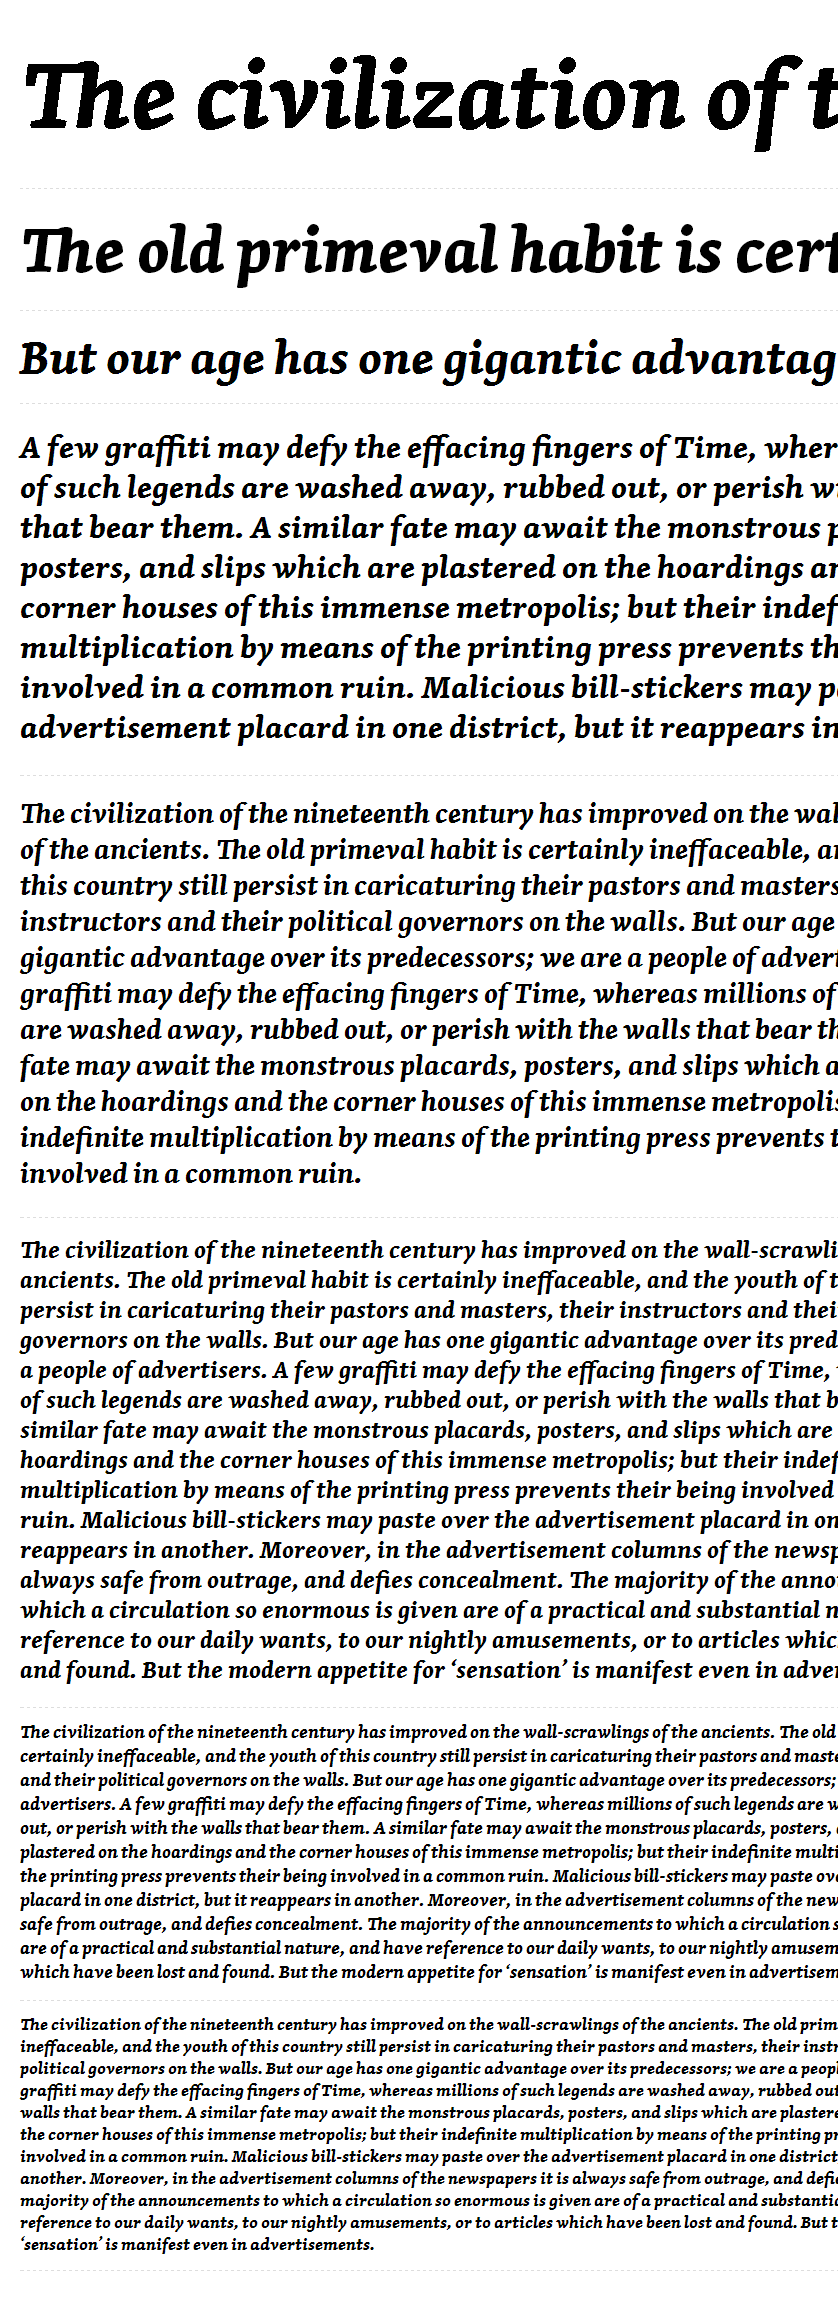 The civilization of
The old primeval habit is
But our age has one gigantic
A few graffiti may defy the effacing fingers of Time,
of such legends are washed away, rubbed out, or perish
that bear them. A similar fate may await the monstrous
posters, and slips which are plastered on the hoardings
corner houses of this immense metropolis; but their
multiplication by means of the printing press prevents
involved in a common ruin. Malicious bill-stickers may
advertisement placard in one district, but it reappears in
The civilization of the nineteenth century has improved on the
of the ancients. The old primeval habit is certainly ineffaceable,
this country still persist in caricaturing their pastors and masters
instructors and their political governors on the walls. But our age
gigantic advantage over its predecessors; we are a people of
graffiti may defy the effacing fingers of Time, whereas millions of
are washed away, rubbed out, or perish with the walls that bear
fate may await the monstrous placards, posters, and slips which
on the hoardings and the corner houses of this immense
indefinite multiplication by means of the printing press prevents
involved in a common ruin.
The civilization of the nineteenth century has improved on the
ancients. The old primeval habit is certainly ineffaceable, and the youth of
persist in caricaturing their pastors and masters, their instructors and
governors on the walls. But our age has one gigantic advantage over its
a people of advertisers. A few graffiti may defy the effacing fingers of Time,
of such legends are washed away, rubbed out, or perish with the walls that
similar fate may await the monstrous placards, posters, and slips which are
hoardings and the corner houses of this immense metropolis; but their
multiplication by means of the printing press prevents their being involved
ruin. Malicious bill-stickers may paste over the advertisement placard in
reappears in another. Moreover, in the advertisement columns of the
always safe from outrage, and defies concealment. The majority of the
which a circulation so enormous is given are of a practical and substantial
reference to our daily wants, to our nightly amusements, or to articles
and found. But the modern appetite for ‘sensation’ is manifest even in
The civilization of the nineteenth century has improved on the wall-scrawlings of the ancients. The old
certainly ineffaceable, and the youth of this country still persist in caricaturing their pastors and
and their political governors on the walls. But our age has one gigantic advantage over its predecessors;
advertisers. A few graffiti may defy the effacing fingers of Time, whereas millions of such legends are
out, or perish with the walls that bear them. A similar fate may await the monstrous placards, posters,
plastered on the hoardings and the corner houses of this immense metropolis; but their indefinite
the printing press prevents their being involved in a common ruin. Malicious bill-stickers may paste
placard in one district, but it reappears in another. Moreover, in the advertisement columns of the
safe from outrage, and defies concealment. The majority of the announcements to which a circulation
are of a practical and substantial nature, and have reference to our daily wants, to our nightly
which have been lost and found. But the modern appetite for ‘sensation’ is manifest even in
The civilization of the nineteenth century has improved on the wall-scrawlings of the ancients. The old
ineffaceable, and the youth of this country still persist in caricaturing their pastors and masters, their
political governors on the walls. But our age has one gigantic advantage over its predecessors; we are a
graffiti may defy the effacing fingers of Time, whereas millions of such legends are washed away, rubbed out
walls that bear them. A similar fate may await the monstrous placards, posters, and slips which are
the corner houses of this immense metropolis; but their indefinite multiplication by means of the printing
involved in a common ruin. Malicious bill-stickers may paste over the advertisement placard in one district
another. Moreover, in the advertisement columns of the newspapers it is always safe from outrage, and
majority of the announcements to which a circulation so enormous is given are of a practical and
reference to our daily wants, to our nightly amusements, or to articles which have been lost and found. But
‘sensation’ is manifest even in advertisements.